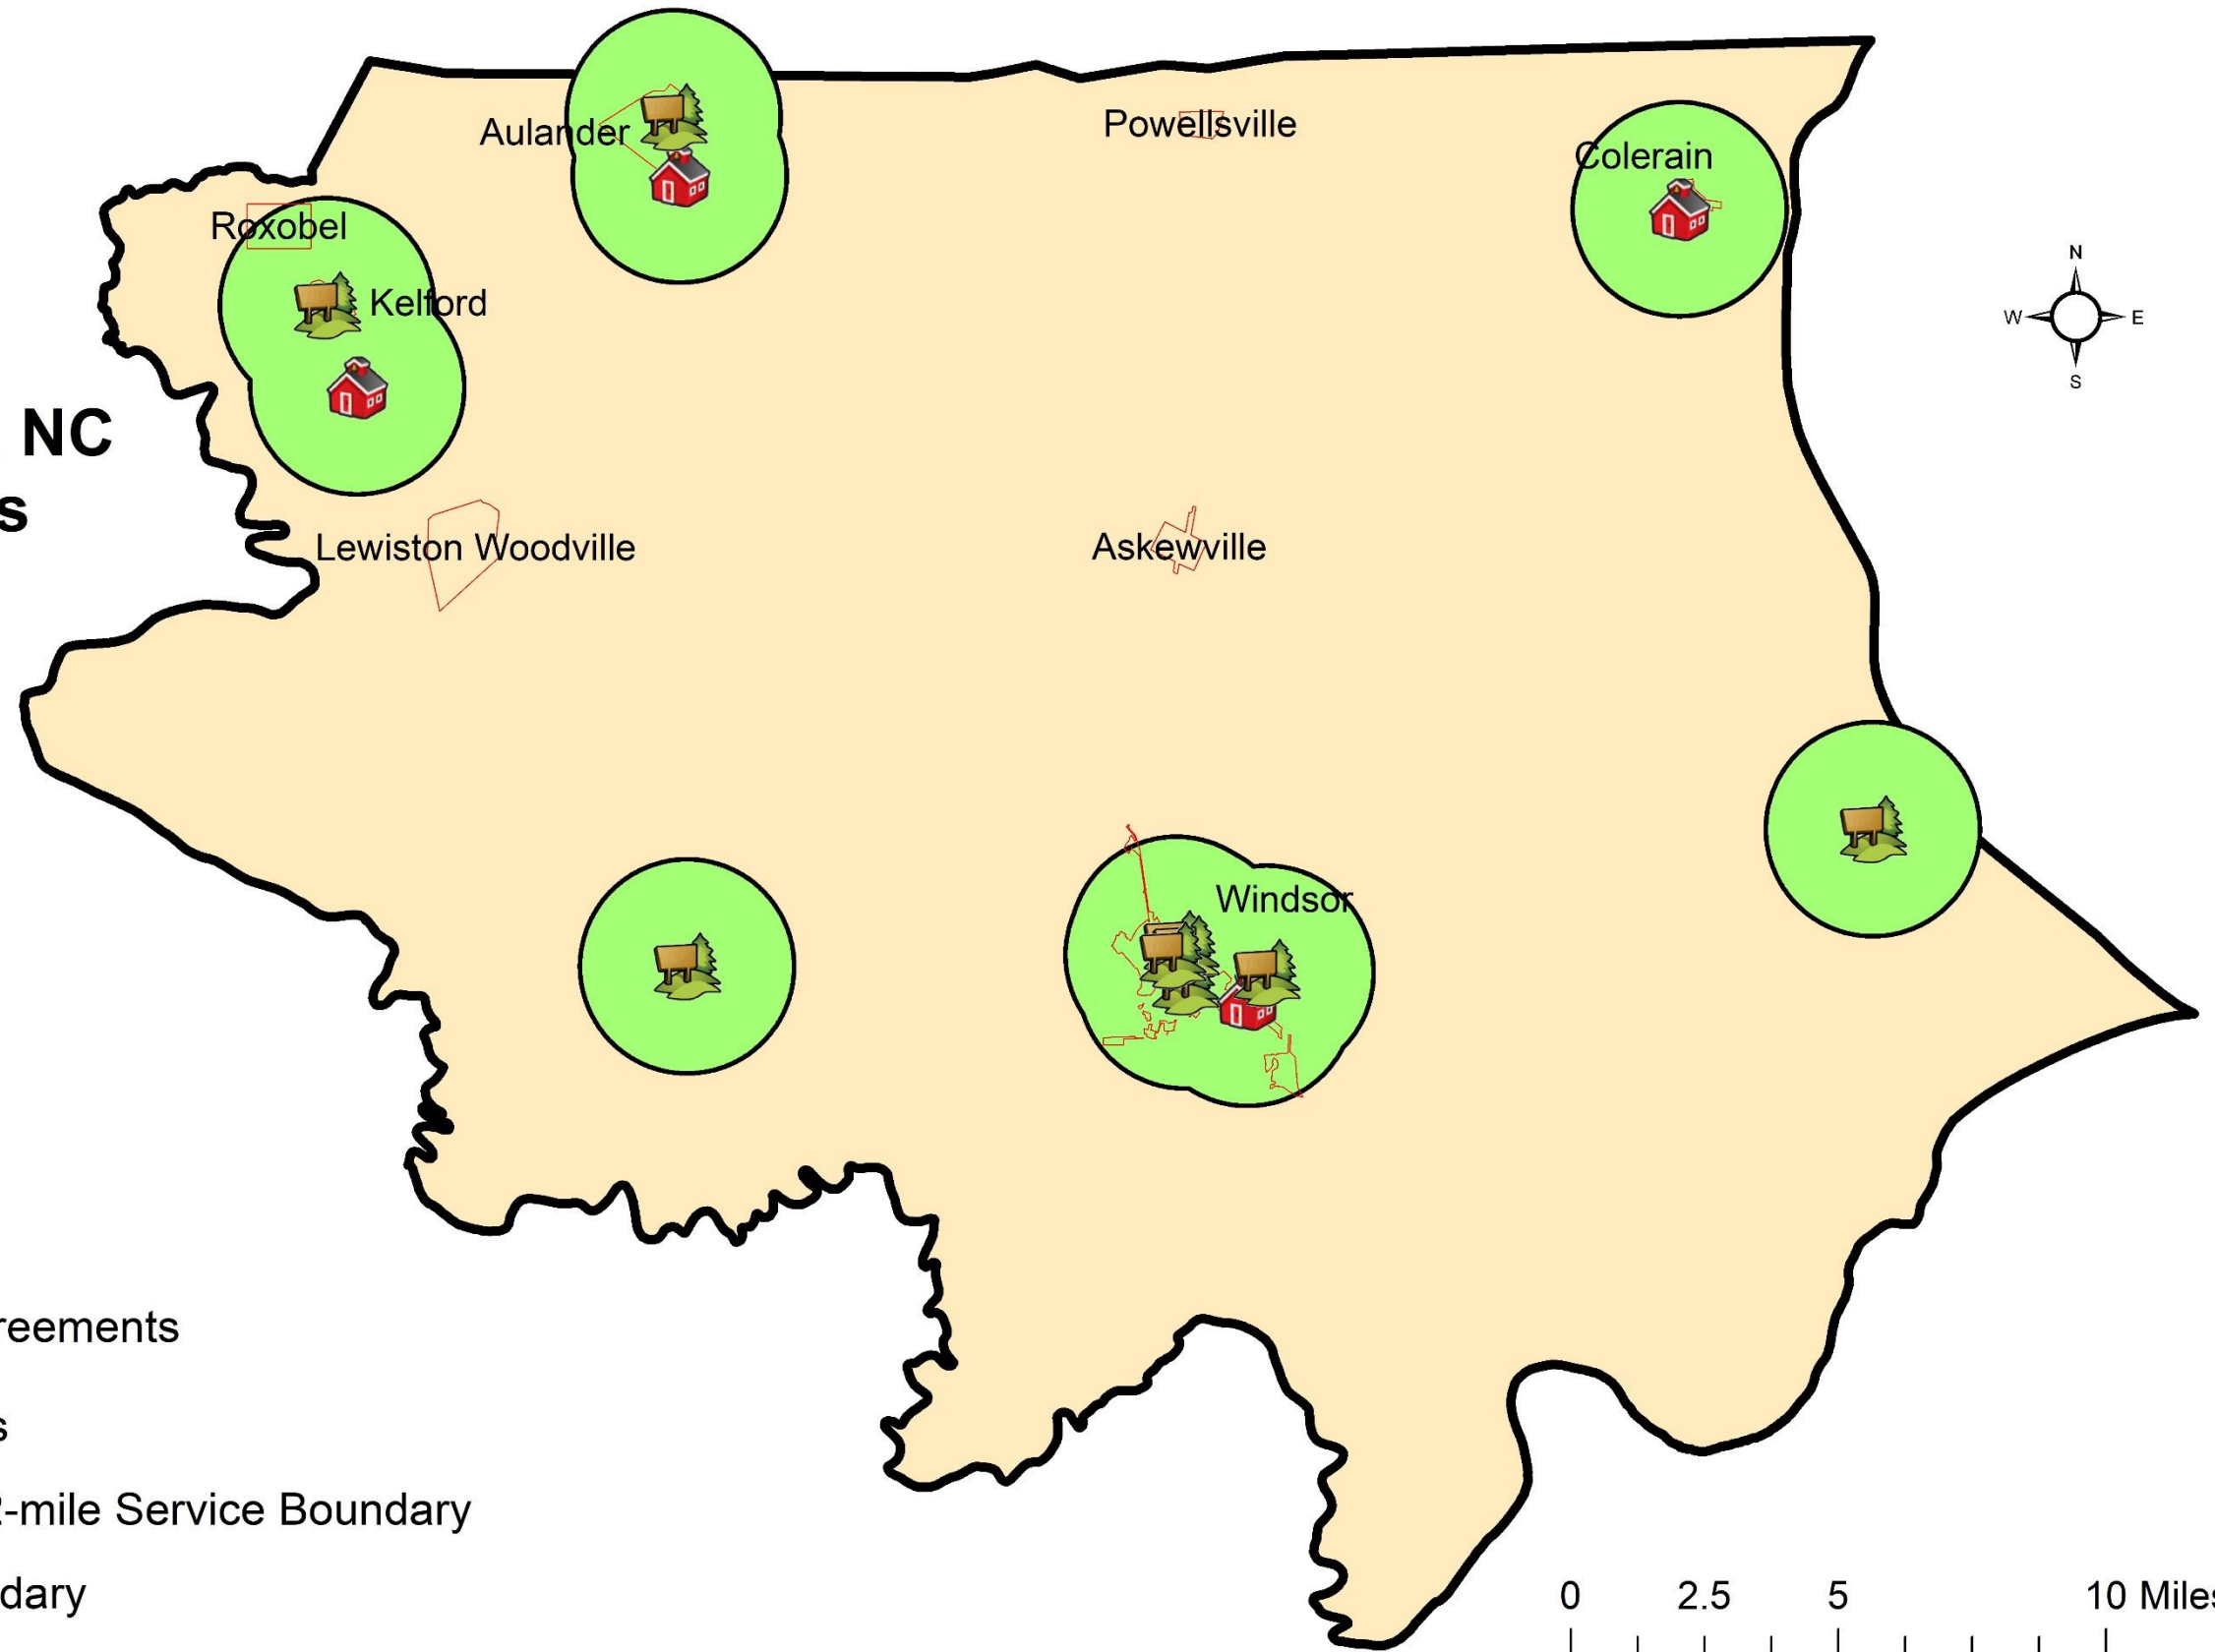 Aulander
Powellsville
Colerain
Roxobel
N
Kelford
W
E
S
NC
s
Lewiston Woodville
Askewville
Windsor
reements
s
-mile Service Boundary
dary
0 2.5 5 10 Miles